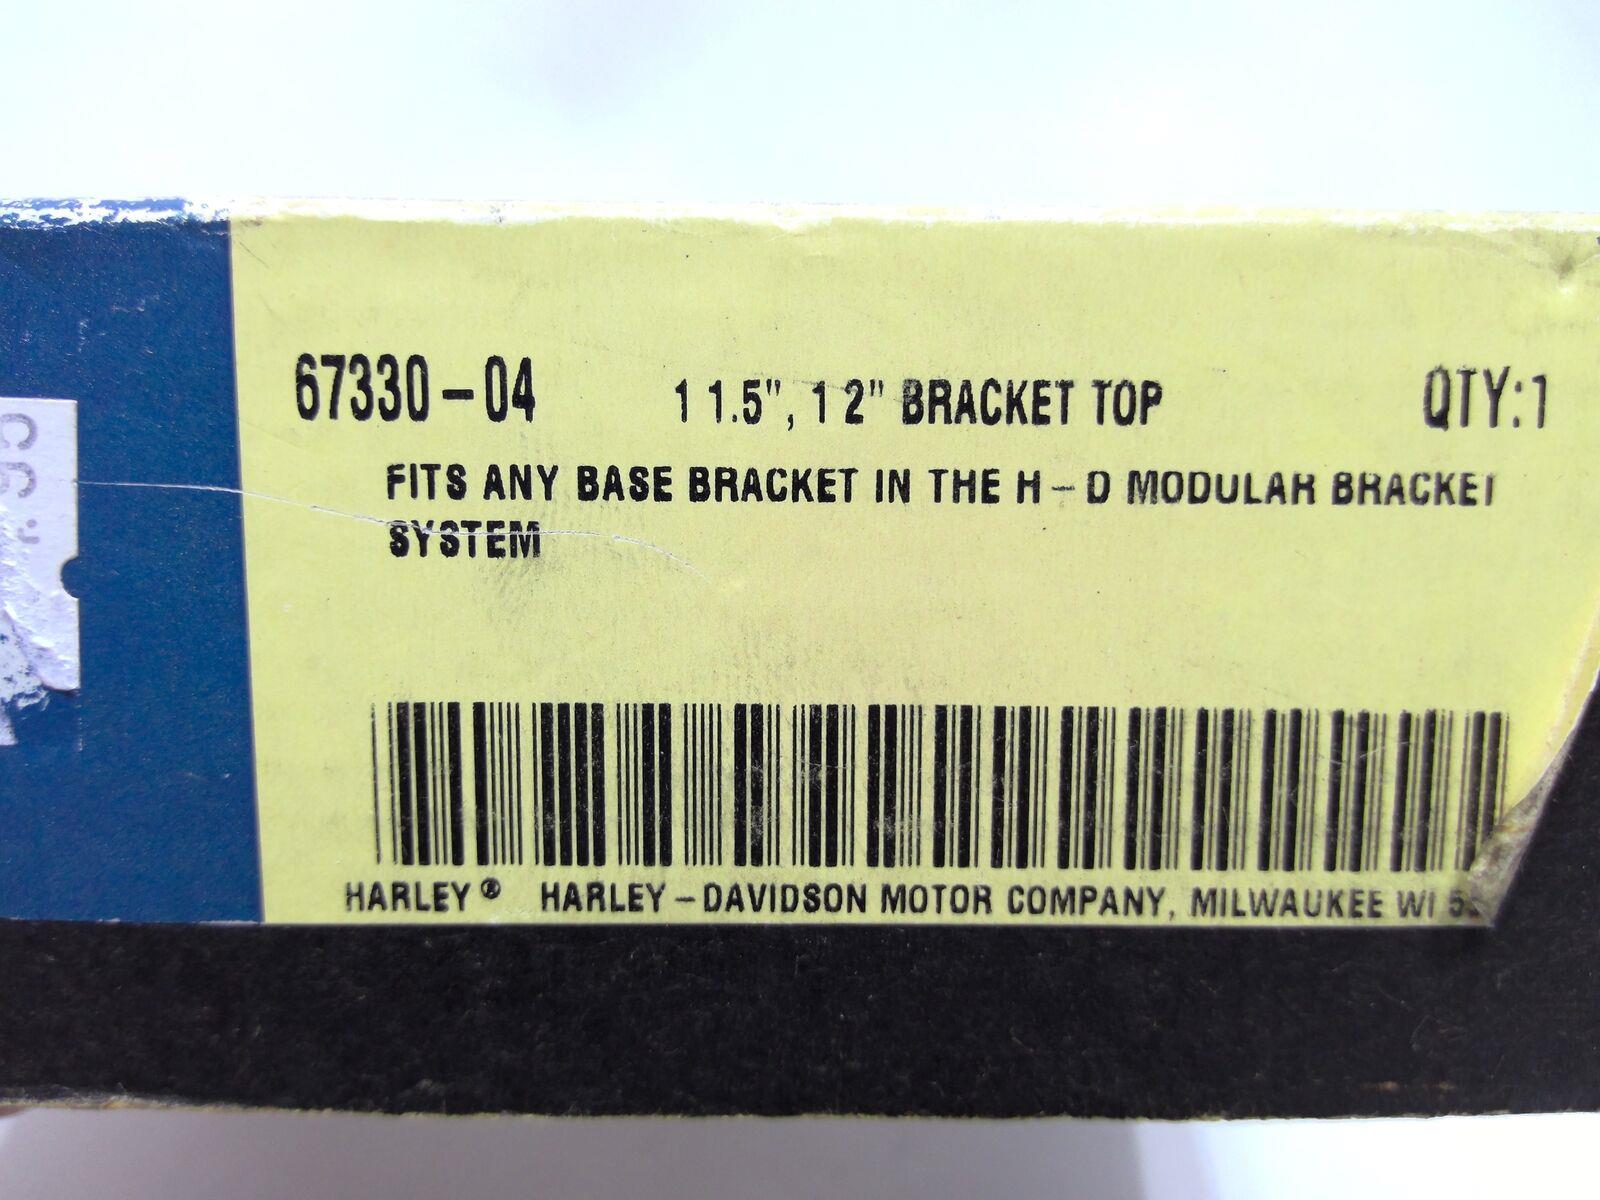 67330-04 1 1.5", 1 2" BRACKET TOP QTY:1
FITS ANY BASE BRACKET IN THE H-D MODULAR BRACKET
SYSTEM
HARLEY® HARLEY-DAVIDSON MOTOR COMPANY, MILWAUKEE WI